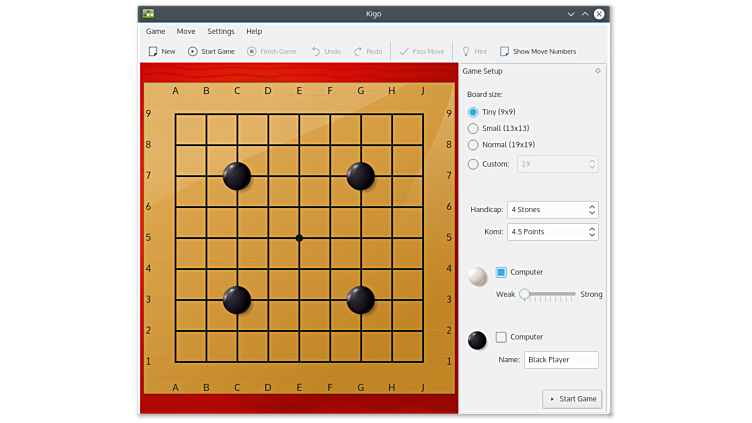 Kigo
Game Move Settings Help
New Start Game Finish Game Undo Redo Pass Move Hint Show Move Numbers
Game Setup
A B C D E F G H J
Board size:
9 9
Tiny (9x9)
Small (13x13)
8 8
Normal (19x19)
Custom: 19
7 7
6 6
Handicap: 4 Stones
Komi: 4.5 Points
5 5
4 4
Computer
Weak Strong
3 3
2 2
Computer
1 1
Name: Black Player
A B C D E F G H J
Start Game